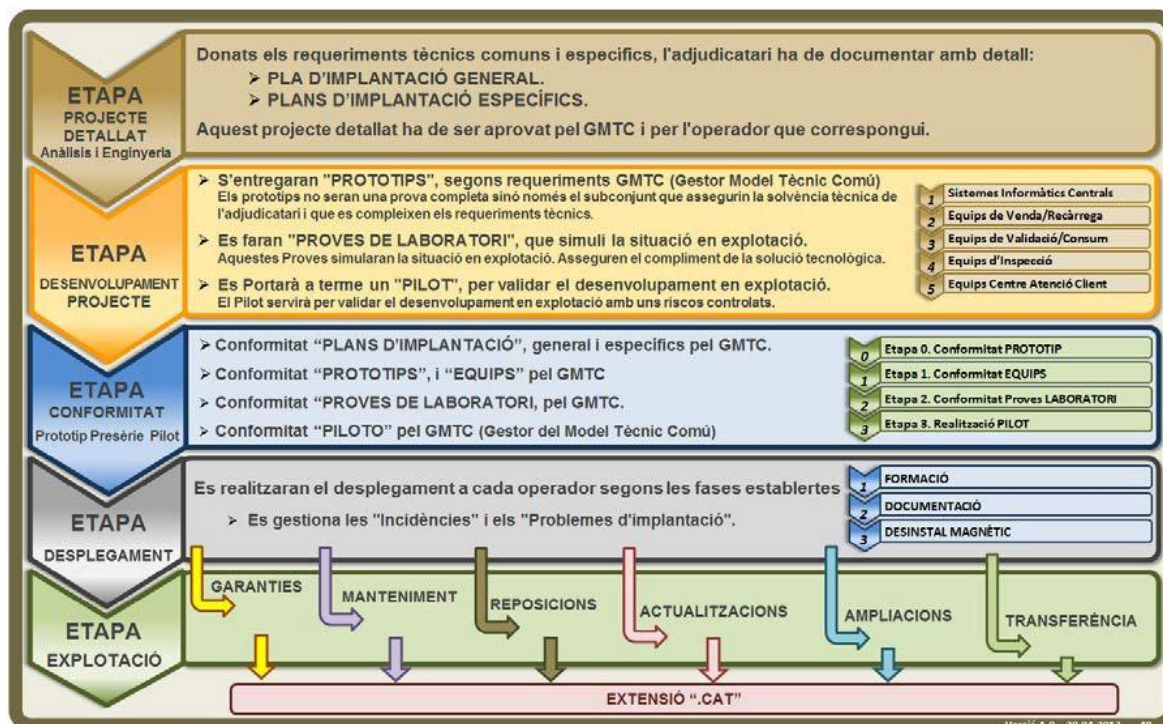 ETAPA
PROJECTE
DETALLAT
Anàlisis i Enginyeria
Donats els requeriments tècnics comuns i específics, l'adjudicatari ha de documentar amb detall:
➢ PLA D'IMPLANTACIÓ GENERAL.
➢ PLANS D'IMPLANTACIÓ ESPECÍFICS.
Aquest projecte detallat ha de ser aprovat pel GMTC i per l'operador que correspongui.
ETAPA
DESENVOLUPAMENT
PROJECTE
➢ S'entregaran "PROTOTIPS", segons requeriments GMTC (Gestor Model Tècnic Comú)
Els prototips no seran una prova completa sinó només el subconjunt que assegurin la solvència tècnica de
l'adjudicatari i que es compleixen els requeriments tècnics.
➢ Es faran "PROVES DE LABORATORI", que simuli la situació en explotació.
Aquestes Proves simularan la situació en explotació. Asseguren el compliment de la solució tecnològica.
➢ Es Portarà a terme un "PILOT", per validar el desenvolupament en explotació.
El Pilot servirà per validar el desenvolupament en explotació amb uns riscos controlats.
1 Sistemes Informàtics Centrals
2 Equips de Venda/Recàrrega
3 Equips de Validació/Consum
4 Equips d'Inspecció
5 Equips Centre Atenció Client
ETAPA
CONFORMITAT
Prototip Presèrie Pilot
➢ Conformitat "PLANS D'IMPLANTACIÓ", general i específics pel GMTC.
➢ Conformitat "PROTOTIPS", i "EQUIPS" pel GMTC
➢ Conformitat "PROVES DE LABORATORI, pel GMTC.
➢ Conformitat "PILOTO" pel GMTC (Gestor del Model Tècnic Comú)
0 Etapa 0. Conformitat PROTOTIP
1 Etapa 1. Conformitat EQUIPS
2 Etapa 2. Conformitat Proves LABORATORI
3 Etapa 3. Realització PILOT
ETAPA
DESPLEGAMENT
Es realitzaran el desplegament a cada operador segons les fases establertes
➢ Es gestiona les "Incidències" i els "Problemes d'implantació".
1 FORMACIÓ
2 DOCUMENTACIÓ
3 DESINSTAL MAGNÈTIC
ETAPA
EXPLOTACIÓ
GARANTIES
MANTENIMENT
REPOSICIONS
ACTUALITZACIONS
AMPLIACIONS
TRANSFERÈNCIA
EXTENSIÓ ".CAT"